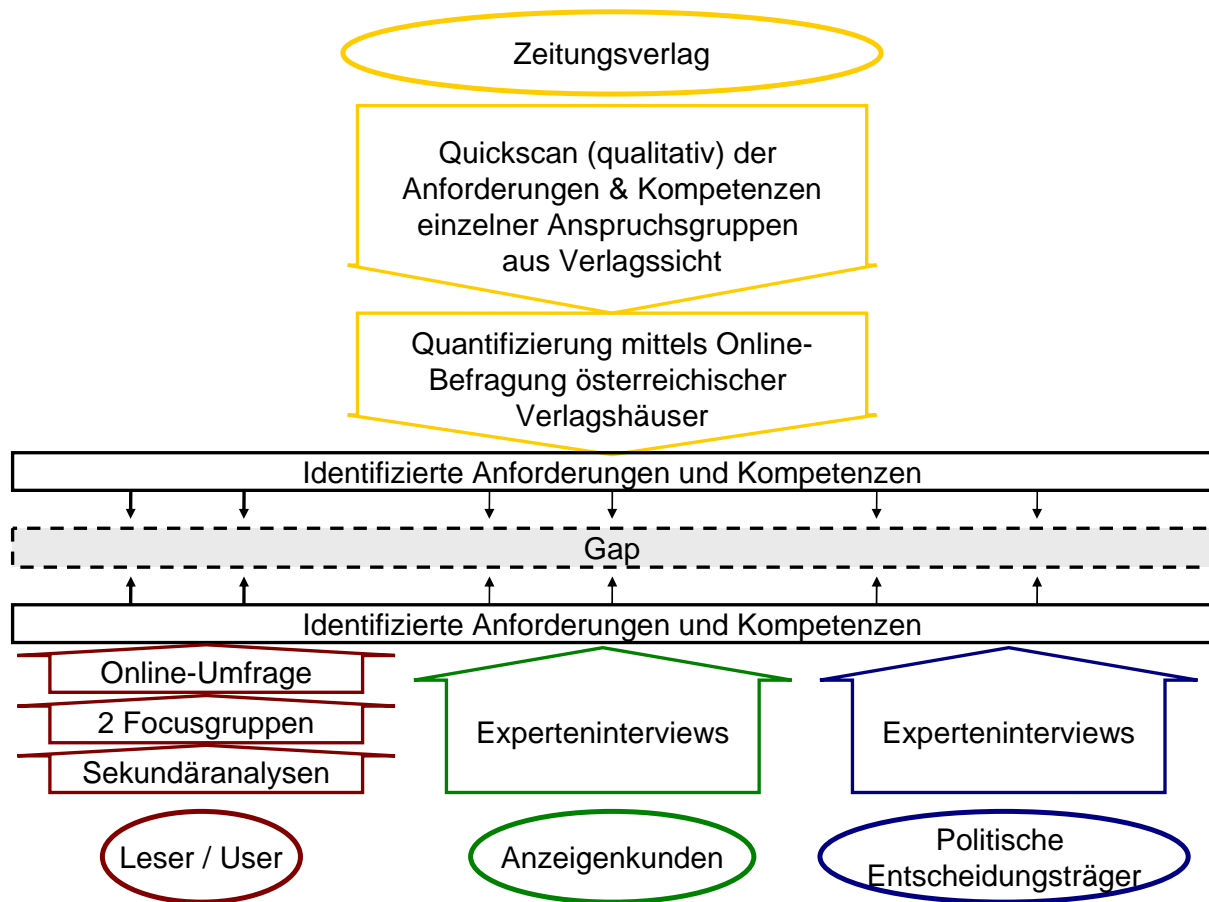 Zeitungsverlag
Quickscan (qualitativ) der
Anforderungen & Kompetenzen
einzelner Anspruchsgruppen
aus Verlagssicht
Quantifizierung mittels Online-
Befragung österreichischer
Verlagshäuser
Identifizierte Anforderungen und Kompetenzen
Gap
Identifizierte Anforderungen und Kompetenzen
Online-Umfrage
2 Focusgruppen
Sekundäranalysen
Leser / User
Experteninterviews
Anzeigenkunden
Experteninterviews
Politische
Entscheidungsträger